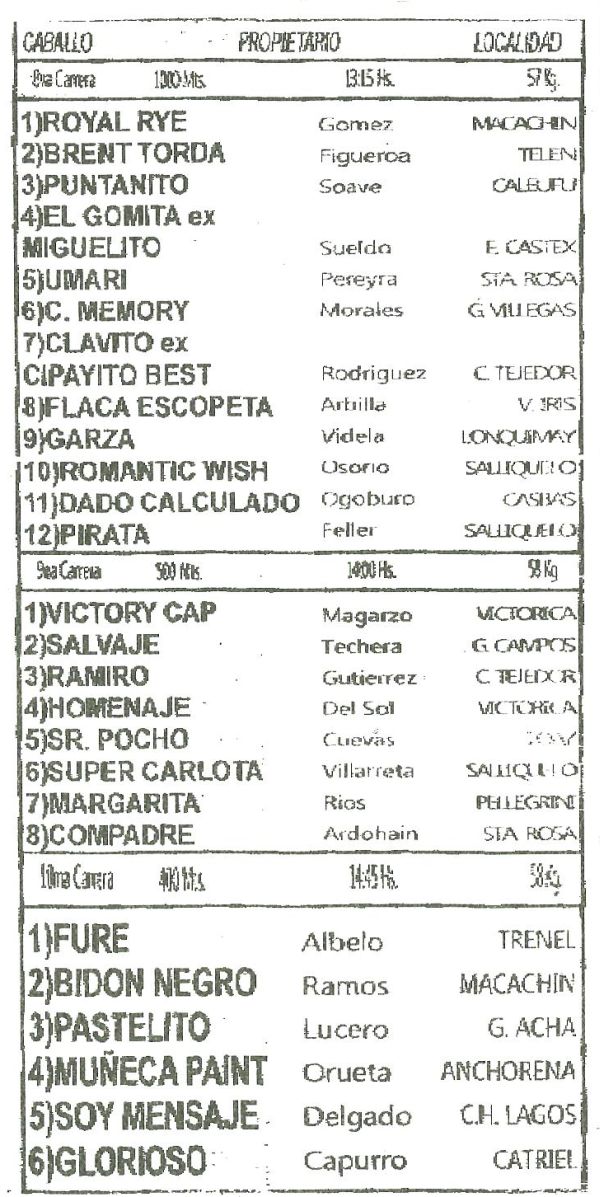 CABALLO PROPIETARIO LOCALIDAD
8va Carrera 1000 Mts. 13:15 Hs. 57 Kg.
1)ROYAL RYE Gomez MACACHIN
2)BRENT TORDA Figueroa TELEN
3)PUNTANITO Soave CALEUFU
4)EL GOMITA ex
MIGUELITO Sueldo E. CASTEX
5)UMARI Pereyra STA. ROSA
6)C. MEMORY Morales G. VILLEGAS
7)CLAVITO ex
CIPAYITO BEST Rodriguez C. TEJEDOR
8)FLACA ESCOPETA Arbilla V. IRIS
9)GARZA Videla LONQUIMAY
10)ROMANTIC WISH Osorio SALLIQUELO
11)DADO CALCULADO Ogoburo CASBAS
12)PIRATA Feller SALLIQUELO
9na Carrera 500 Mts. 14:00 Hs. 58 Kg
1)VICTORY CAP Magarzo VICTORICA
2)SALVAJE Techera G. CAMPOS
3)RAMIRO Gutierrez C. TEJEDOR
4)HOMENAJE Del Sol VICTORICA
5)SR. POCHO Cuevas
6)SUPER CARLOTA Villarreta SALLIQUELO
7)MARGARITA Rios PELLEGRINI
8)COMPADRE Ardohain STA. ROSA
10ma Carrera 400 Mts. 14:45 Hs. 58 Kg.
1)FURE Albelo TRENEL
2)BIDON NEGRO Ramos MACACHIN
3)PASTELITO Lucero G. ACHA
4)MUÑECA PAINT Orueta ANCHORENA
5)SOY MENSAJE Delgado C.H. LAGOS
6)GLORIOSO Capurro CATRIEL